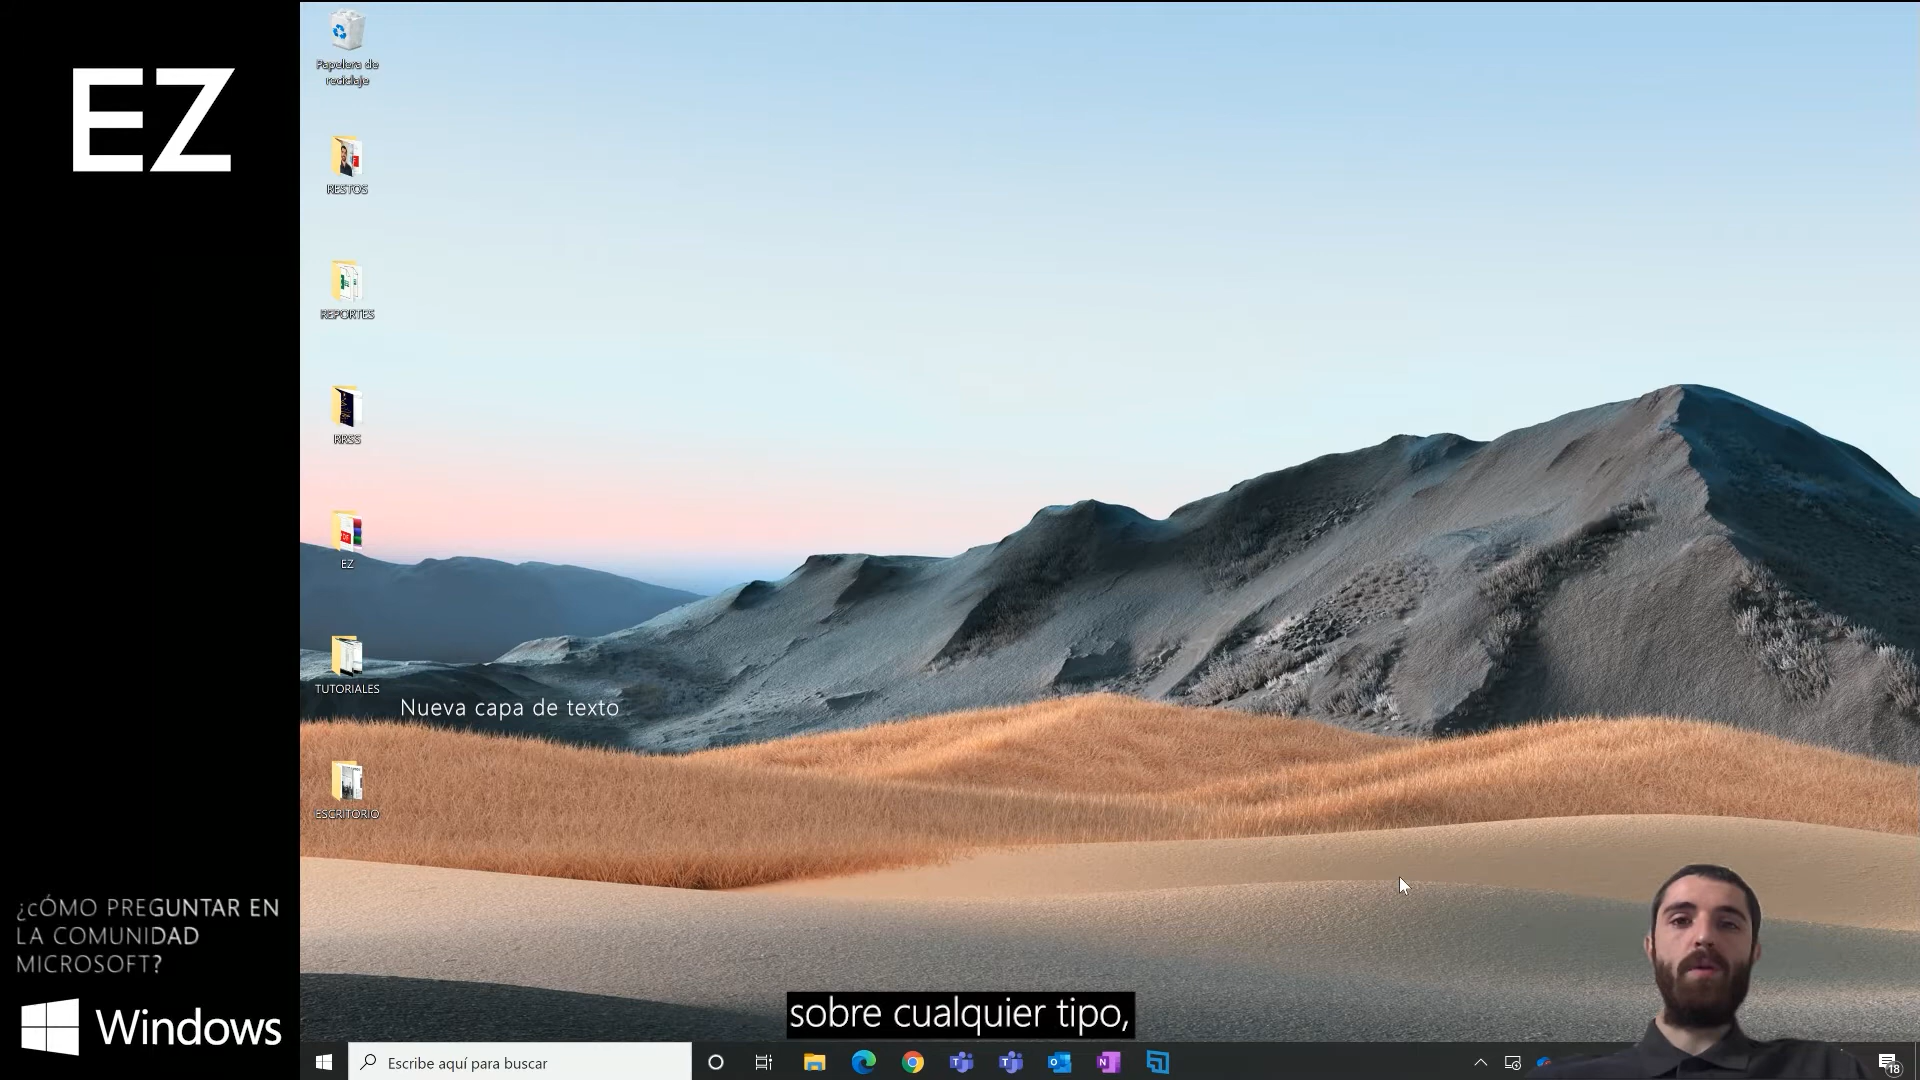 EZ
Papelera de
reciclaje
RESTOS
REPORTES
RRSS
EZ
TUTORIALES
Nueva capa de texto
ESCRITORIO
¿CÓMO PREGUNTAR EN
LA COMUNIDAD
MICROSOFT?
Windows
sobre cualquier tipo,
Escribe aquí para buscar
18